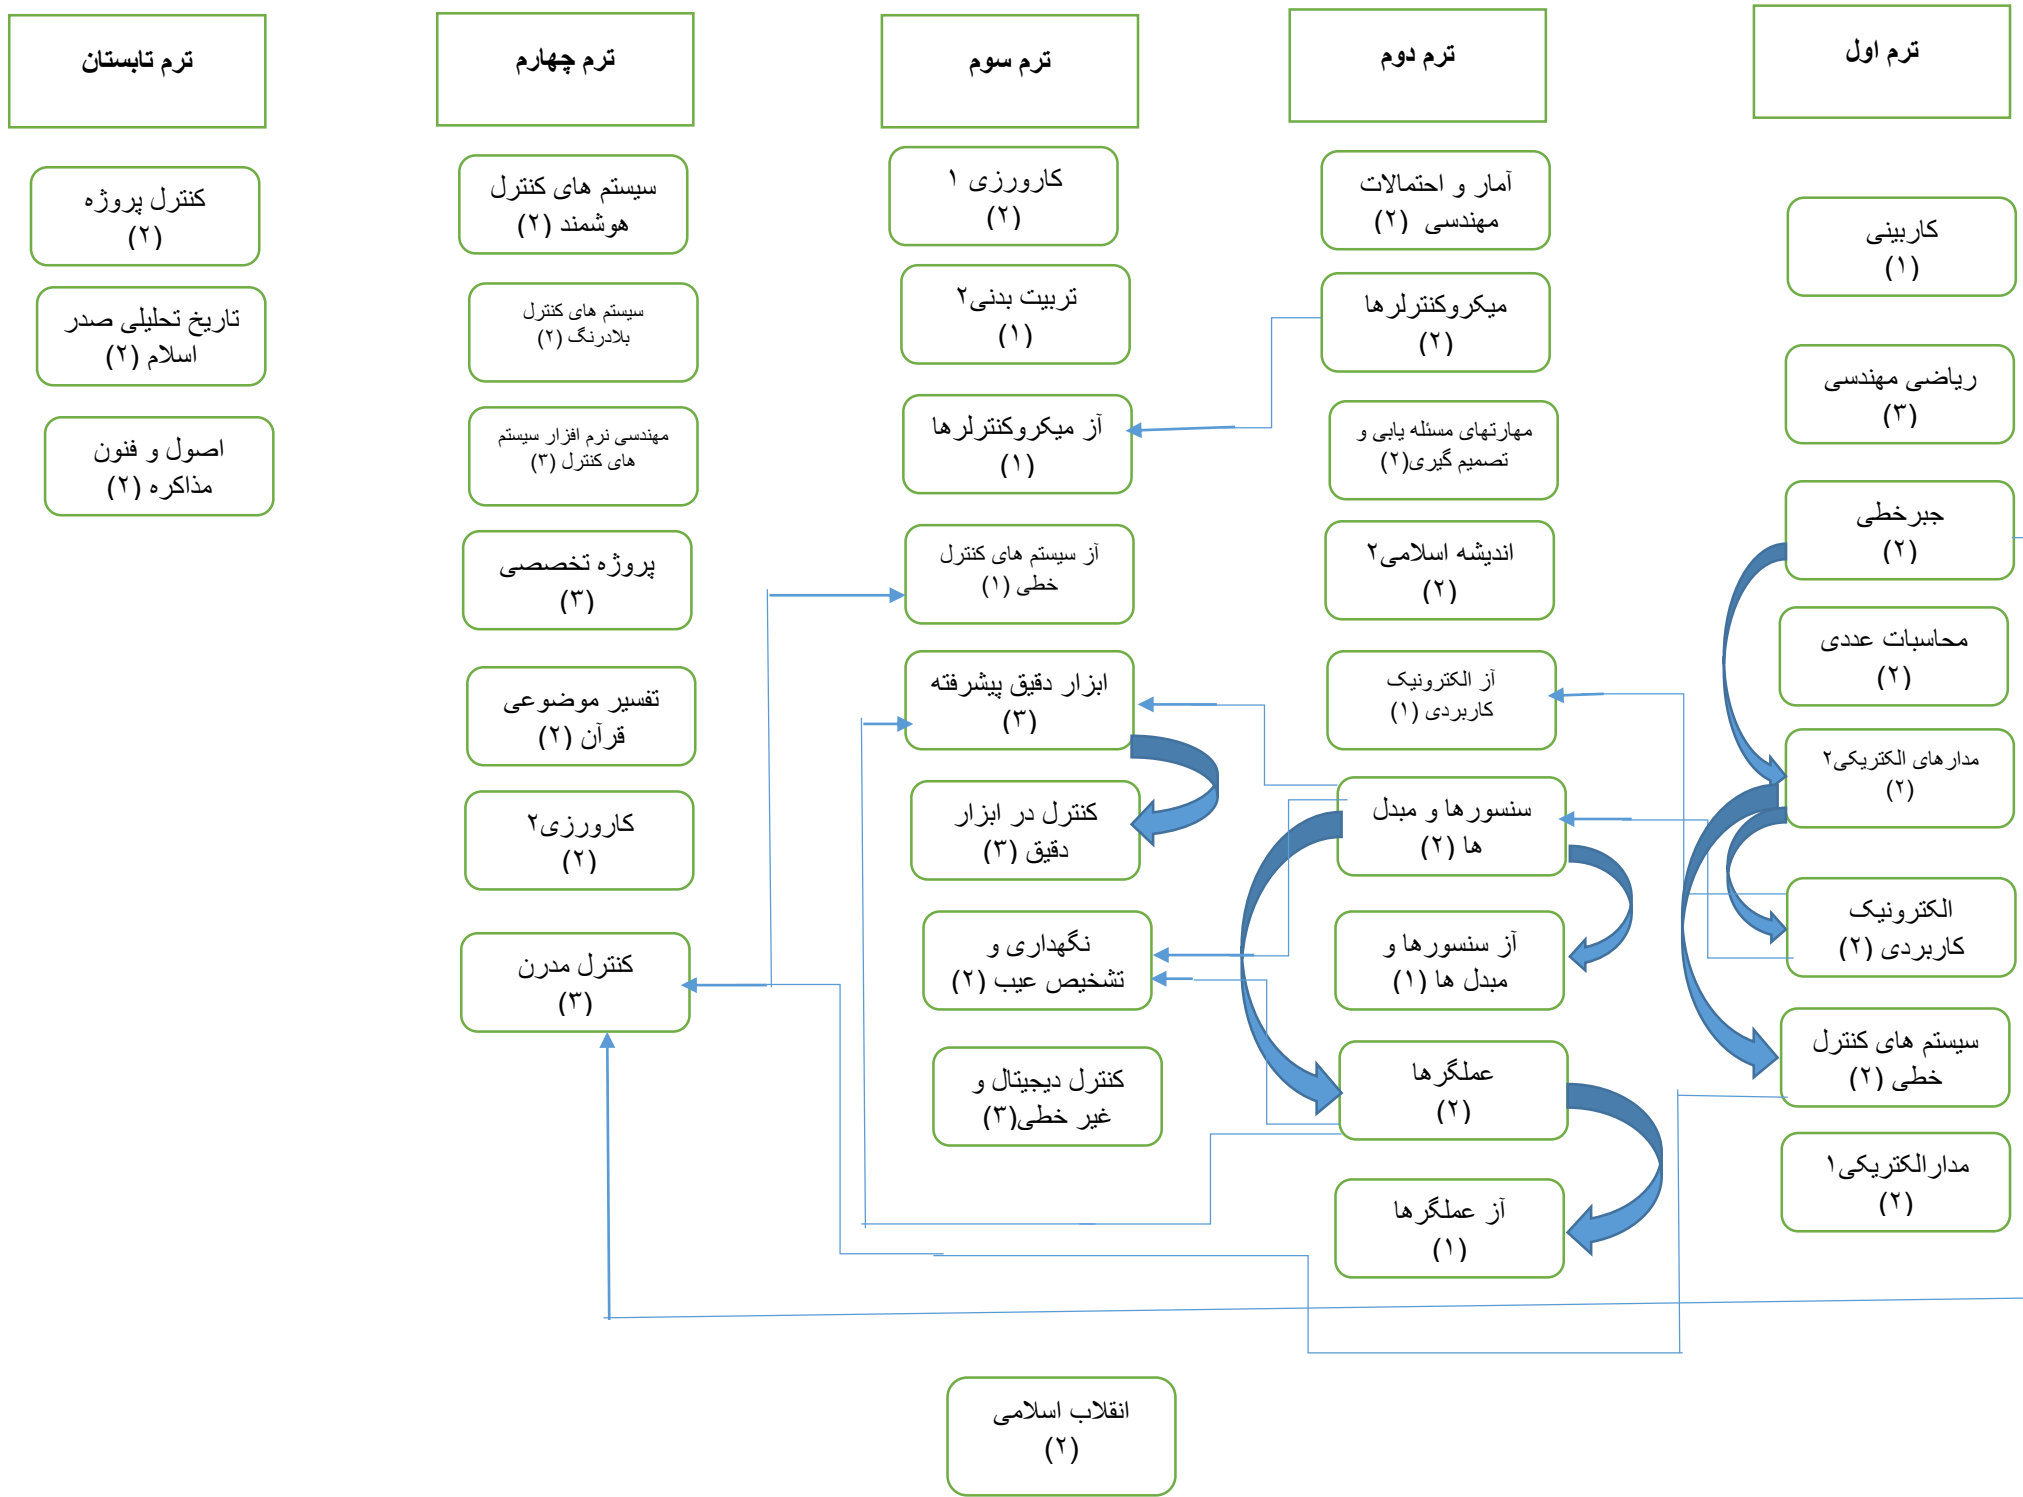 ترم اول
کاربینی
(۱)
ریاضی مهندسی
(۳)
جبرخطی
(۲)
محاسبات عددی
(۲)
مدارهای الکتریکی۲
(۲)
الکترونیک
کاربردی (۲)
سیستم های کنترل
خطی (۲)
مدارالکتریکی۱
(۲)
ترم دوم
آمار و احتمالات
مهندسی (۲)
میکروکنترلرها
(۲)
مهارتهای مسئله یابی و
تصمیم گیری(۲)
اندیشه اسلامی۲
(۲)
آز الکترونیک
کاربردی (۱)
سنسورها و مبدل
ها (۲)
آز سنسورها و
مبدل ها (۱)
عملگرها
(۲)
آز عملگرها
(۱)
ترم سوم
کارورزی ۱
(۲)
تربیت بدنی۲
(۱)
آز میکروکنترلرها
(۱)
آز سیستم های کنترل
خطی (۱)
ابزار دقیق پیشرفته
(۳)
کنترل در ابزار
دقیق (۳)
نگهداری و
تشخیص عیب (۲)
کنترل دیجیتال و
غیر خطی(۳)
انقلاب اسلامی
(۲)
ترم چهارم
سیستم های کنترل
هوشمند (۲)
سیستم های کنترل
بلادرنگ (۲)
مهندسی نرم افزار سیستم
های کنترل (۳)
پروژه تخصصی
(۳)
تفسیر موضوعی
قرآن (۲)
کارورزی۲
(۲)
کنترل مدرن
(۳)
ترم تابستان
کنترل پروژه
(۲)
تاریخ تحلیلی صدر
اسلام (۲)
اصول و فنون
مذاکره (۲)